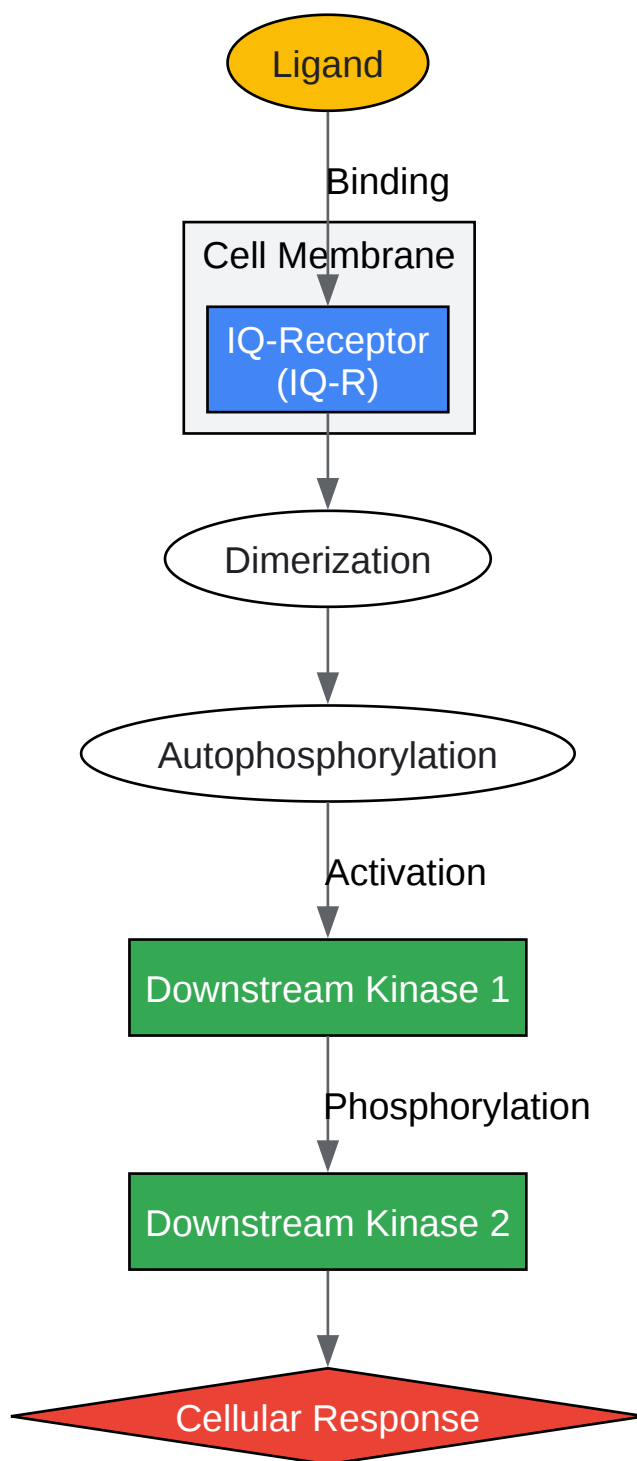 Ligand
Binding
Cell Membrane
IQ-Receptor
(IQ-R)
Dimerization
Autophosphorylation
Activation
Downstream Kinase 1
Phosphorylation
Downstream Kinase 2
Cellular Response